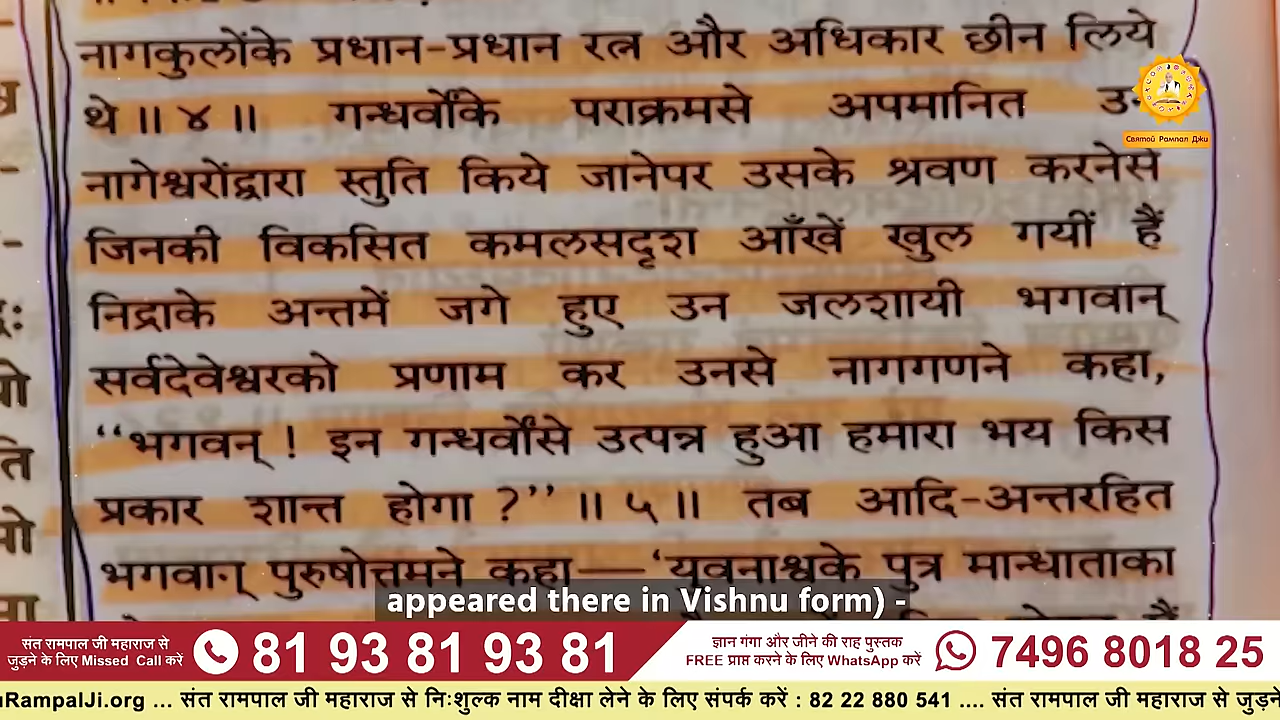 नागकुलोंके प्रधान-प्रधान रत्न और अधिकार छीन लिये
थे ॥ ४ ॥ गन्धर्वोंके पराक्रमसे अपमानित
नागेश्वरोंद्वारा स्तुति किये जानेपर उसके श्रवण करनेसे
जिनकी विकसित कमलसदृश आँखें खुल गयीं हैं
निद्राके अन्तमें जगे हुए उन जलशायी भगवान्
सर्वदेवेश्वरको प्रणाम कर उनसे नागगणने कहा,
‘‘भगवन् ! इन गन्धर्वोंसे उत्पन्न हुआ हमारा भय किस
प्रकार शान्त होगा ?’’ ॥ ५ ॥ तब आदि-अन्तरहित
भगवान् पुरुषोत्तमने कहा—‘युवनाश्वके पुत्र मान्धाताका
Святой Рампал Джи
appeared there in Vishnu form) -
संत रामपाल जी महाराज से
जुड़ने के लिए Missed Call करें
81 93 81 93 81
ज्ञान गंगा और जीने की राह पुस्तक
FREE प्राप्त करने के लिए WhatsApp करें
7496 8018 25
uRampalJi.org ... संत रामपाल जी महाराज से निःशुल्क नाम दीक्षा लेने के लिए संपर्क करें : 82 22 880 541 .... संत रामपाल जी महाराज से जुड़ने